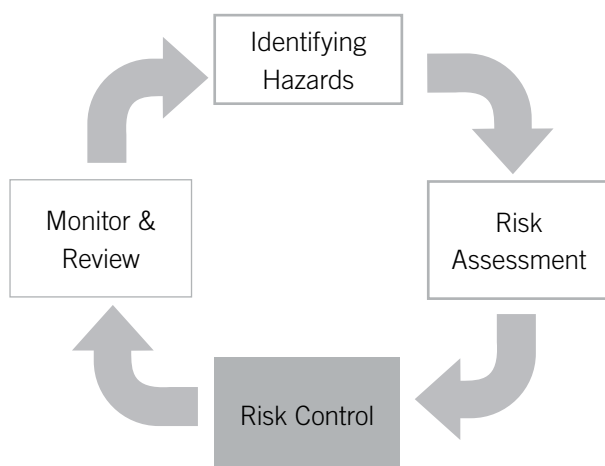 Identifying
Hazards
Risk
Assessment
Risk Control
Monitor &
Review